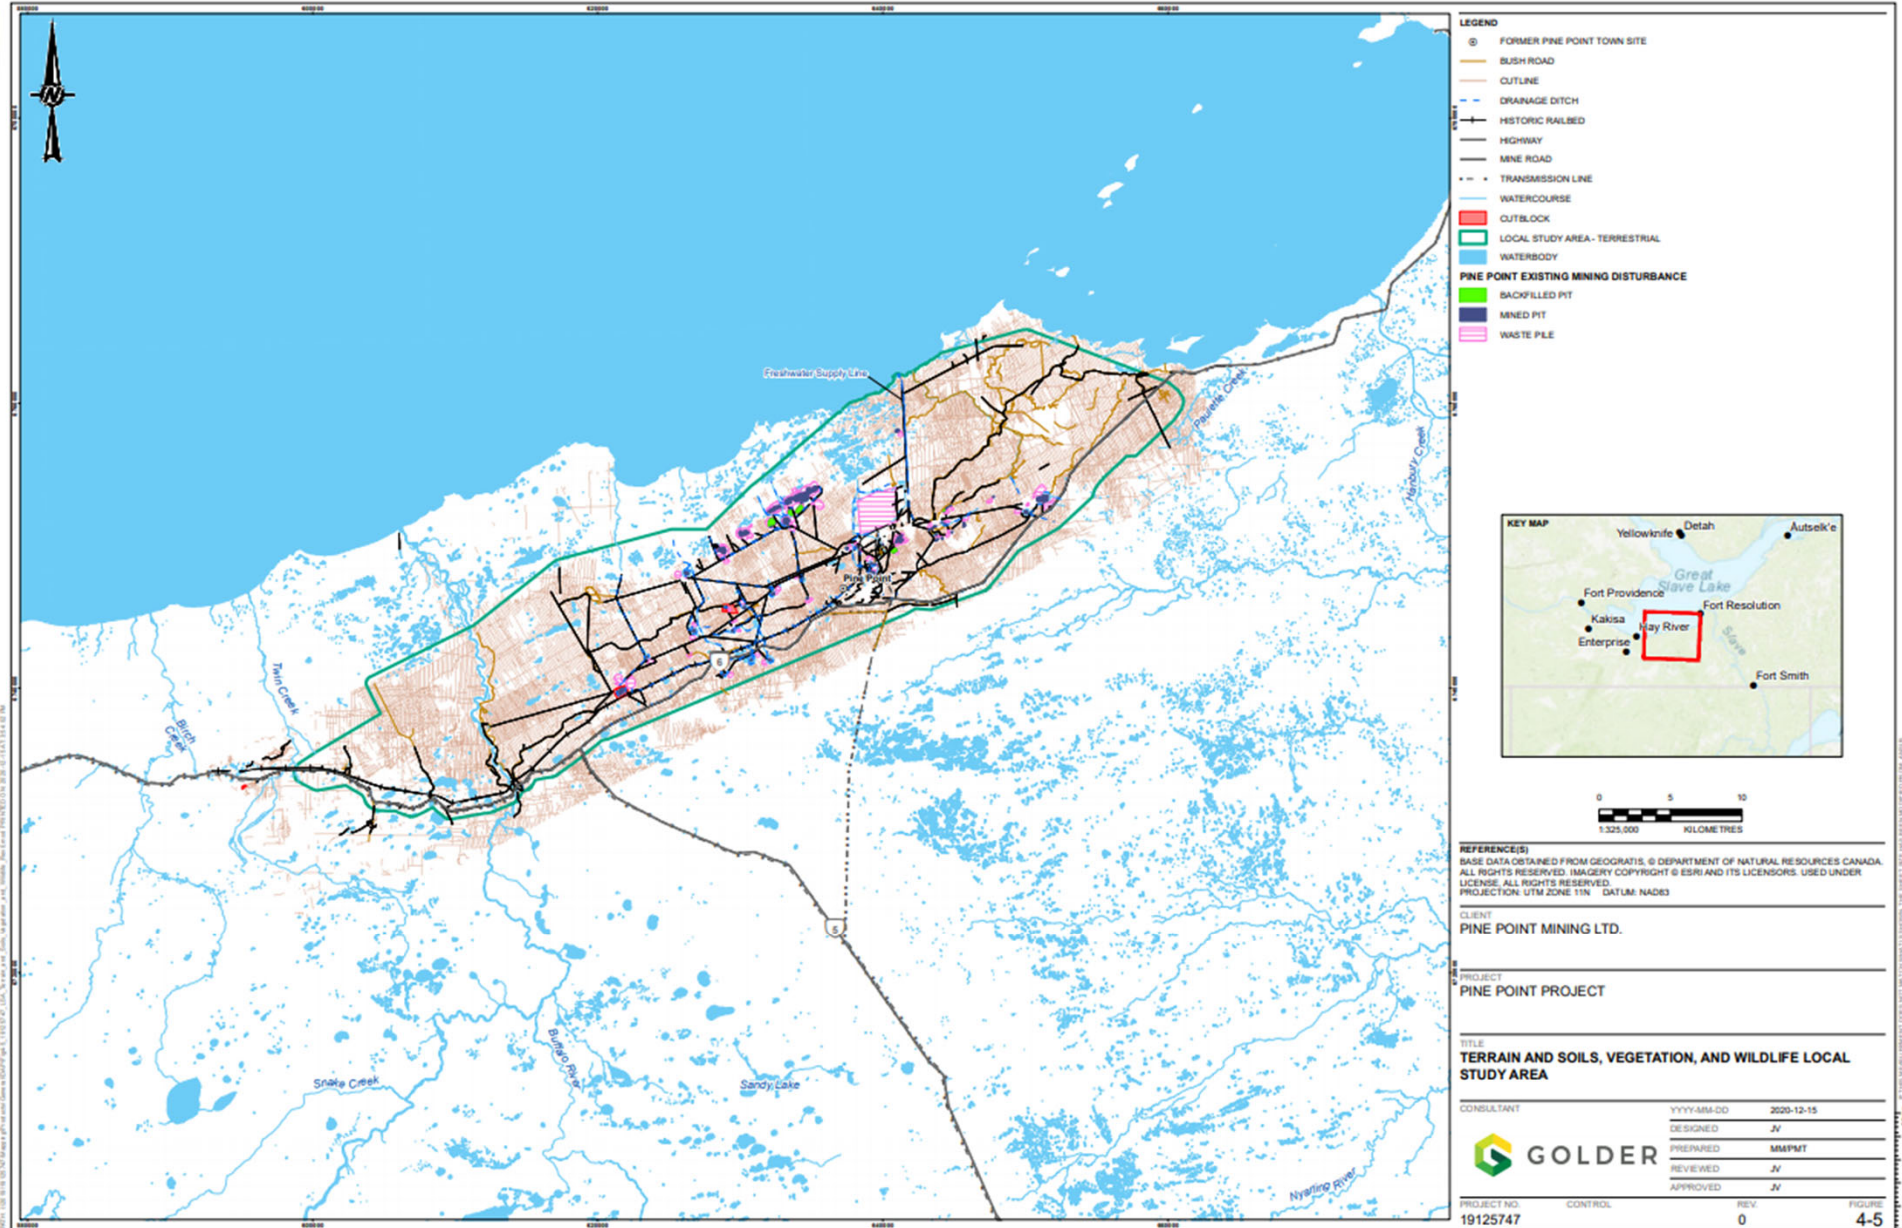 LEGEND
FORMER PINE POINT TOWN SITE
BUSH ROAD
CUTLINE
DRAINAGE DITCH
HISTORIC RAILBED
HIGHWAY
MINE ROAD
TRANSMISSION LINE
WATERCOURSE
CUTBLOCK
LOCAL STUDY AREA - TERRESTRIAL
WATERBODY
PINE POINT EXISTING MINING DISTURBANCE
BACKFILLED PIT
MINED PIT
WASTE PILE
N
Freshwater Supply Line
Paulette Creek
Hanbury Creek
Pine Point
6
Twin Creek
Birch
Creek
5
Buffalo River
Snake Creek
Sandy Lake
Nyarling River
KEY MAP
Yellowknife
Detah
Łutselk'e
Great
Slave Lake
Fort Providence
Fort Resolution
Kakisa
Hay River
Enterprise
Slave
Fort Smith
0 5 10
1:325,000 KILOMETRES
REFERENCE(S)
BASE DATA OBTAINED FROM GEOGRATIS, © DEPARTMENT OF NATURAL RESOURCES CANADA.
ALL RIGHTS RESERVED. IMAGERY COPYRIGHT © ESRI AND ITS LICENSORS. USED UNDER
LICENSE, ALL RIGHTS RESERVED.
PROJECTION: UTM ZONE 11N DATUM: NAD83
CLIENT
PINE POINT MINING LTD.
PROJECT
PINE POINT PROJECT
TITLE
TERRAIN AND SOILS, VEGETATION, AND WILDLIFE LOCAL
STUDY AREA
CONSULTANT
GOLDER
YYYY-MM-DD 2020-12-15
DESIGNED JV
PREPARED MM/PMT
REVIEWED JV
APPROVED JV
PROJECT NO. CONTROL REV. FIGURE
19125747 0 4-5